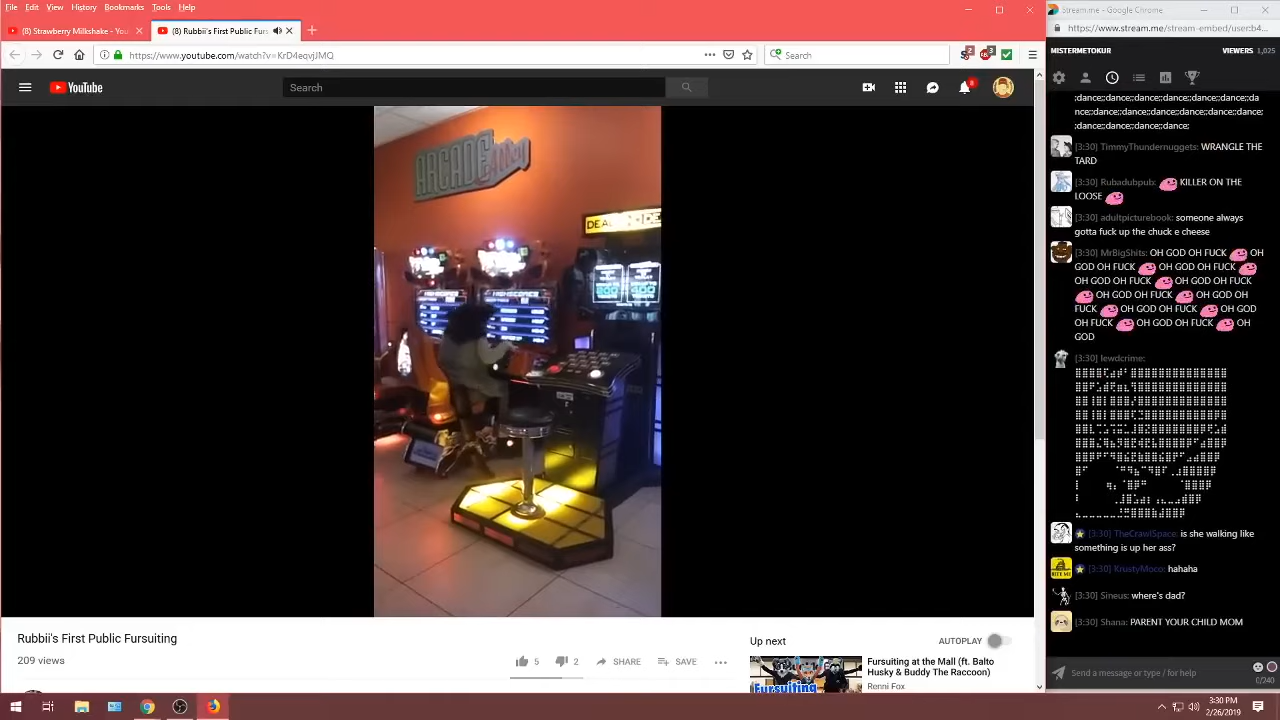 File Edit View History Bookmarks Tools Help
Stream.me - Google Chrome
(8) Strawberry Milkshake - You
(8) Rubbii's First Public Furs
https://www.youtube.com/watch?v=KrD4eqvjJMQ
Search
https://www.stream.me/stream-embed/user:b4...
MISTERMETOKUR
VIEWERS 1,025
YouTube
Search
8
ARCADE Alley
;dance;;dance;;dance;;dance;;da
nce;;dance;;dance;;dance;;dance;
;dance;;dance;;dance;;dance;
[3:30] TimmyThundernuggets: WRANGLE THE
TARD
[3:30] Rubadubpub: KILLER ON THE
LOOSE
[3:30] adultpicturebook: someone always
gotta fuck up the chuck e cheese
[3:30] MrBigShits: OH GOD OH FUCK OH
GOD OH FUCK OH GOD OH FUCK
OH GOD OH FUCK OH GOD OH FUCK
OH GOD OH FUCK OH GOD OH
FUCK OH GOD OH FUCK OH GOD
OH FUCK OH GOD OH FUCK OH
GOD
[3:30] lewdcrime:
[3:30] TheCrawlSpace: is she walking like
something is up her ass?
[3:30] KrustyMoco: hahaha
[3:30] Sineus: where's dad?
[3:30] Shana: PARENT YOUR CHILD MOM
Rubbii's First Public Fursuiting
209 views
5 2 SHARE SAVE
Up next
AUTOPLAY
Fursuiting at the Mall (ft. Balto
Husky & Buddy The Raccoon)
Renni Fox
Fursuiting
Send a message or type / for help
0/240
3:30 PM
2/26/2019